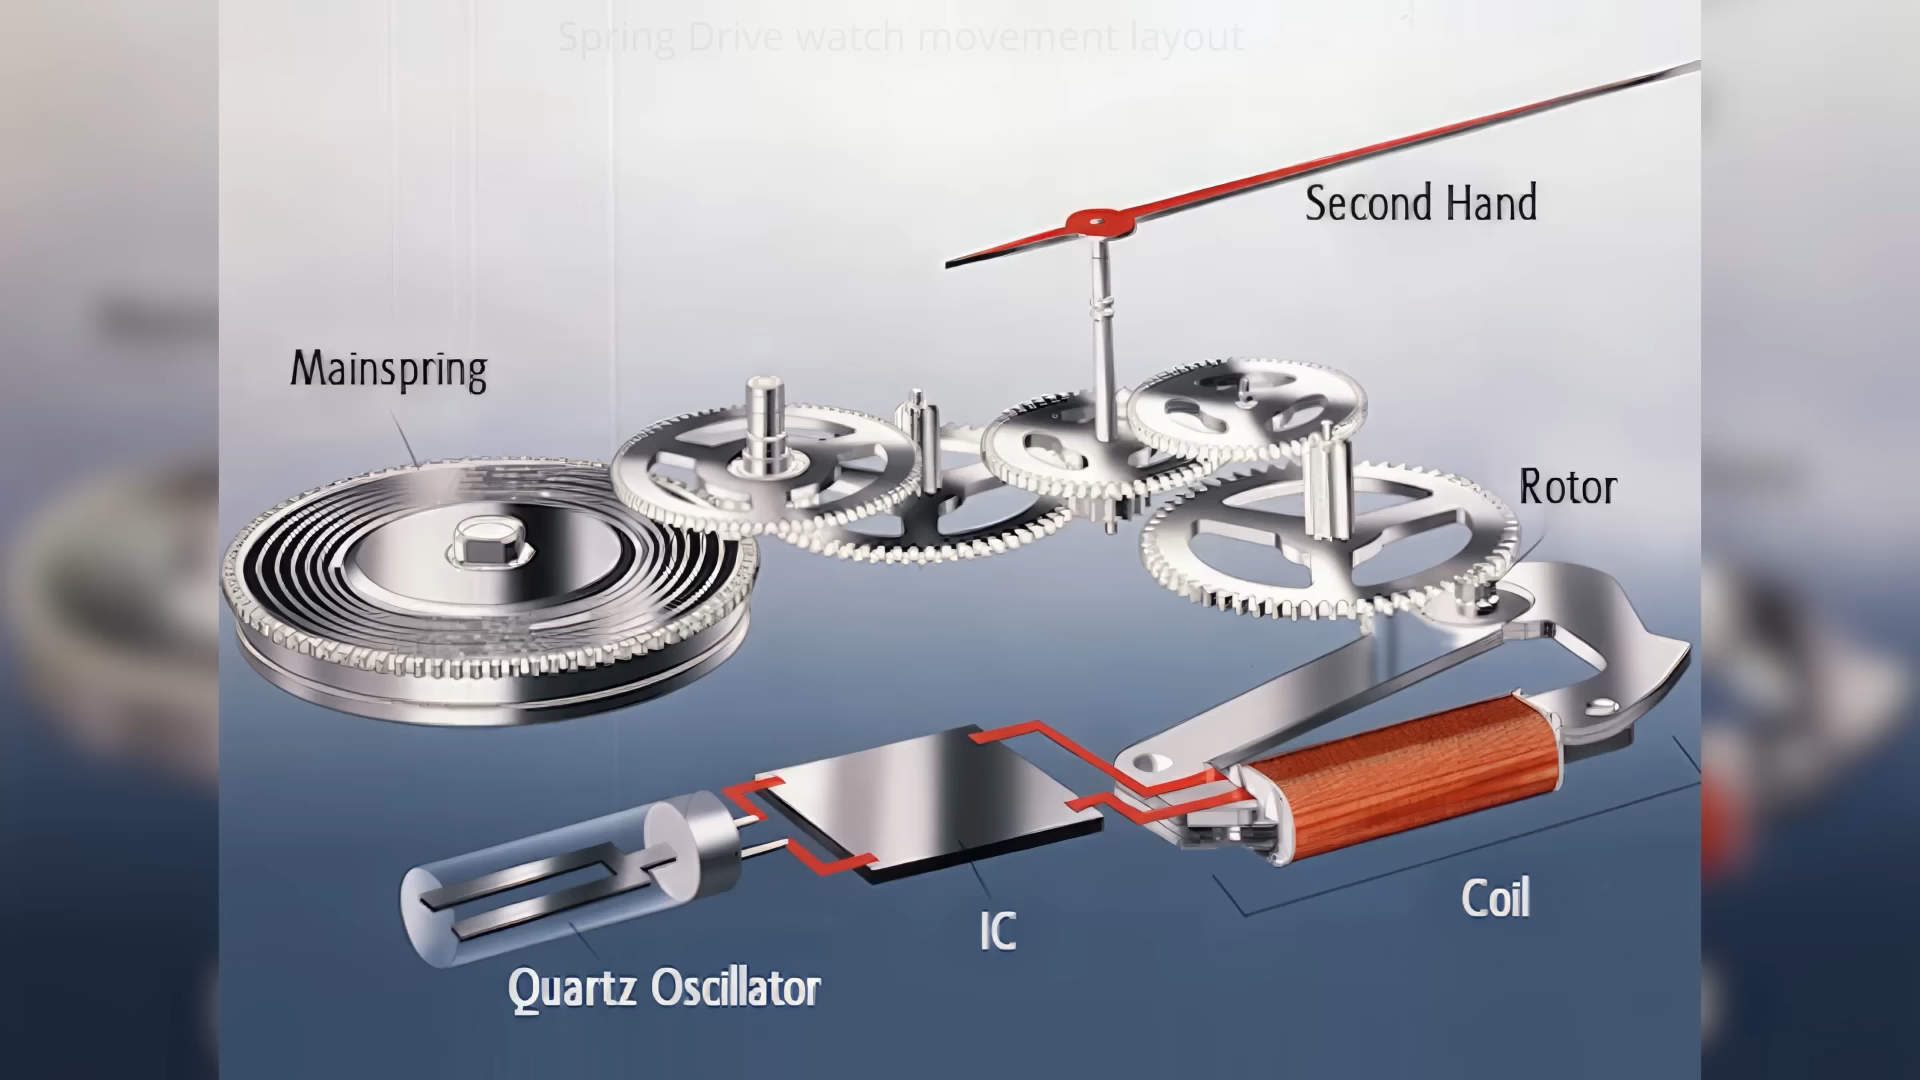 Spring Drive watch movement layout
Second Hand
Mainspring
Rotor
Coil
IC
Quartz Oscillator